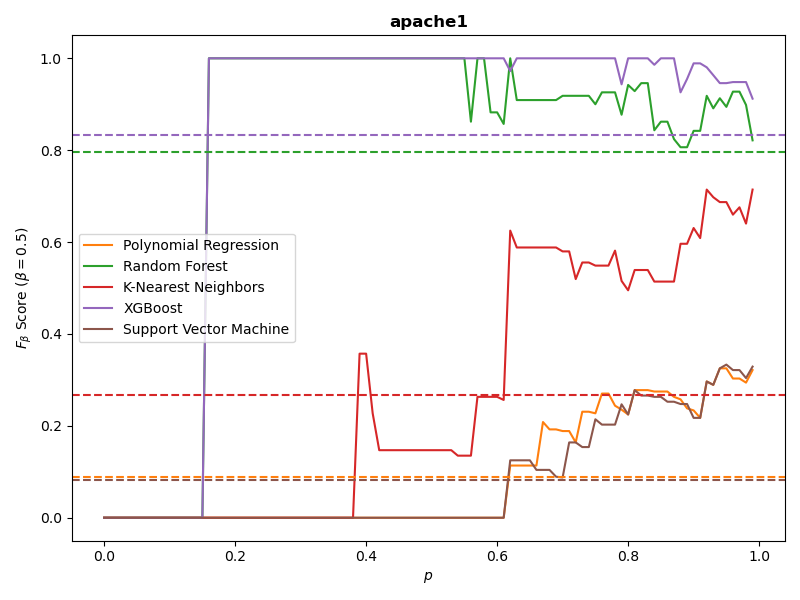 apache1
1.0
0.8
0.6
0.4
0.2
0.0
F_β Score (β = 0.5)
Polynomial Regression
Random Forest
K-Nearest Neighbors
XGBoost
Support Vector Machine
0.0 0.2 0.4 0.6 0.8 1.0
p